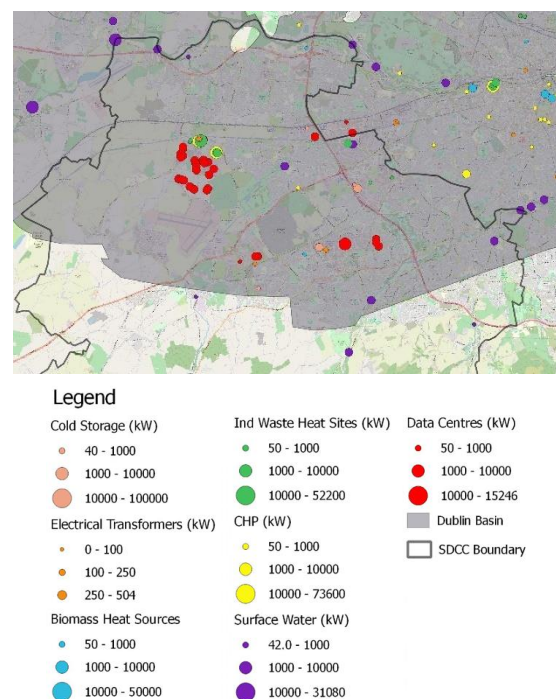 Legend
Cold Storage (kW)
40 - 1000
1000 - 10000
10000 - 100000
Electrical Transformers (kW)
0 - 100
100 - 250
250 - 504
Biomass Heat Sources
50 - 1000
1000 - 10000
10000 - 50000
Ind Waste Heat Sites (kW)
50 - 1000
1000 - 10000
10000 - 52200
CHP (kW)
50 - 1000
1000 - 10000
10000 - 73600
Surface Water (kW)
42.0 - 1000
1000 - 10000
10000 - 31080
Data Centres (kW)
50 - 1000
1000 - 10000
10000 - 15246
Dublin Basin
SDCC Boundary